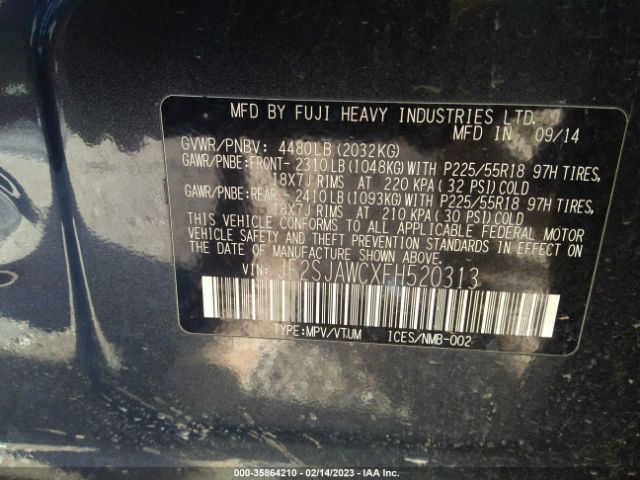 MFD BY FUJI HEAVY INDUSTRIES LTD.
MFD IN 09/14
GVWR/PNBV: 4480LB (2032KG)
GAWR/PNBE:FRONT- 2310LB (1048KG) WITH P225/55R18 97H TIRES,
18X7J RIMS AT 220 KPA (32 PSI) COLD
GAWR/PNBE:REAR - 2410LB (1093KG) WITH P225/55R18 97H TIRES,
18X7J RIMS AT 210 KPA (30 PSI) COLD
THIS VEHICLE CONFORMS TO ALL APPLICABLE FEDERAL MOTOR
VEHICLE SAFETY AND THEFT PREVENTION STANDARDS IN EFFECT ON
THE DATE OF MANUFACTURE SHOWN ABOVE.
VIN: JF2SJAWCXFH520313
TYPE:MPV/VTUM ICES/NMB-002
000-35864210 - 02/14/2023 - IAA Inc.